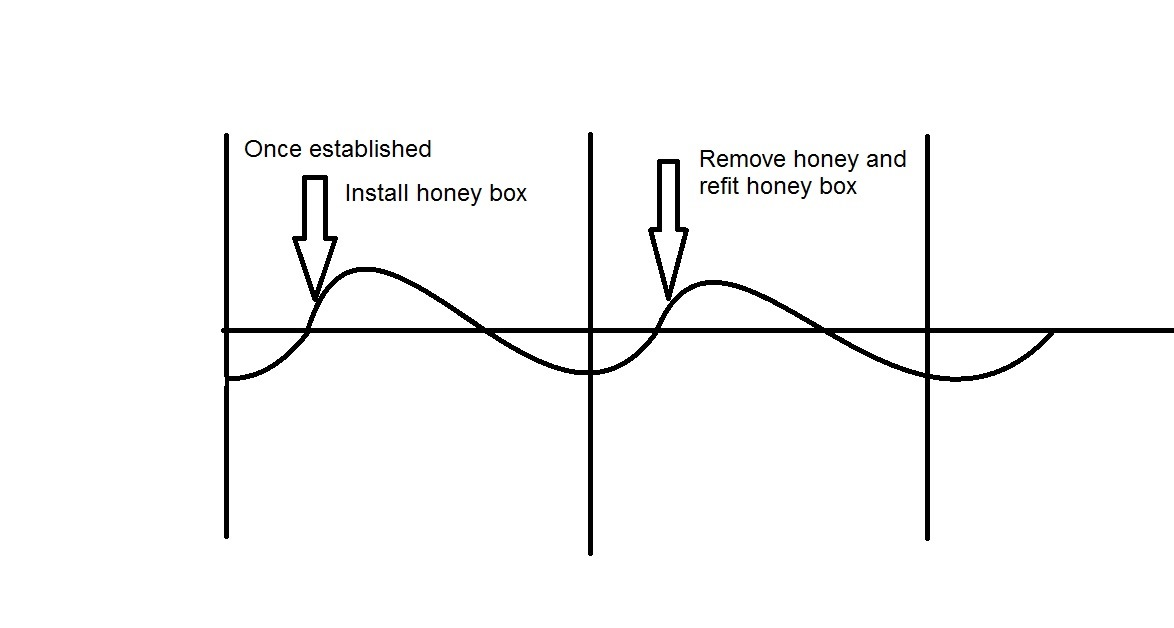 Once established
Install honey box
Remove honey and
refit honey box